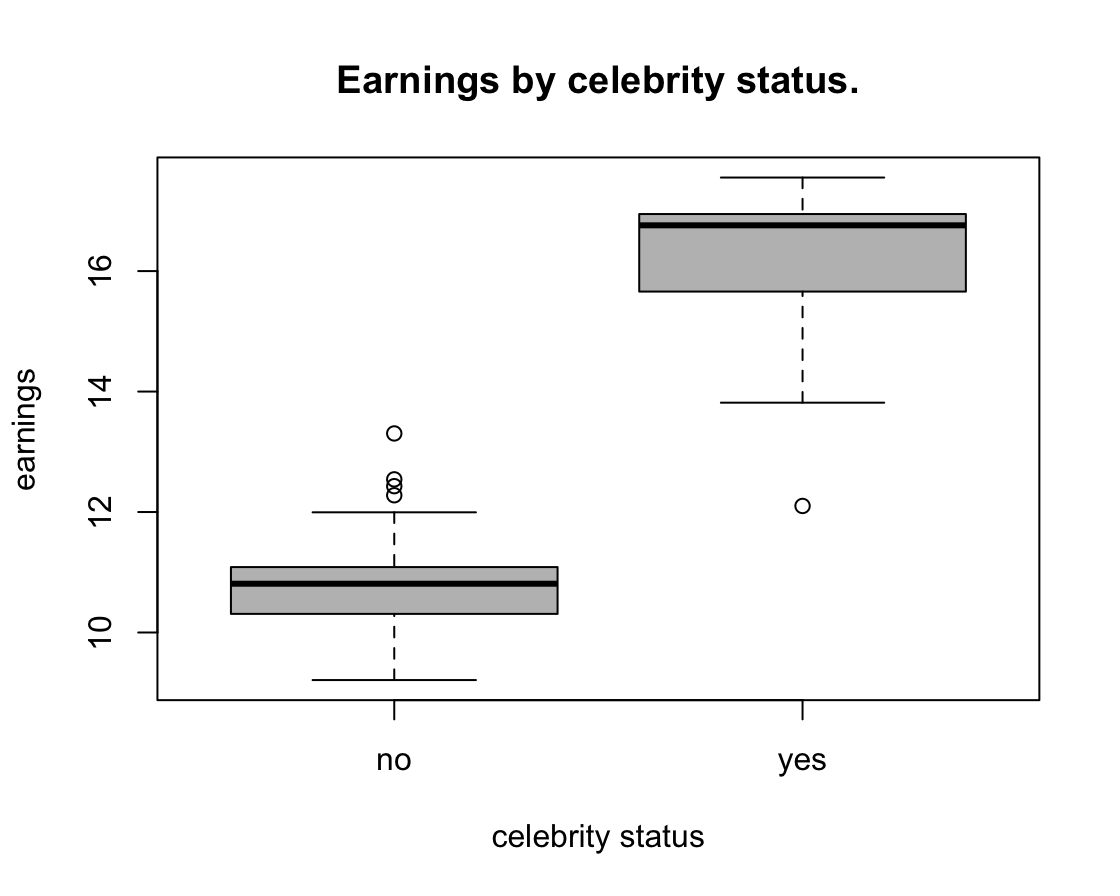 Earnings by celebrity status.
earnings
16
14
12
10
no
yes
celebrity status